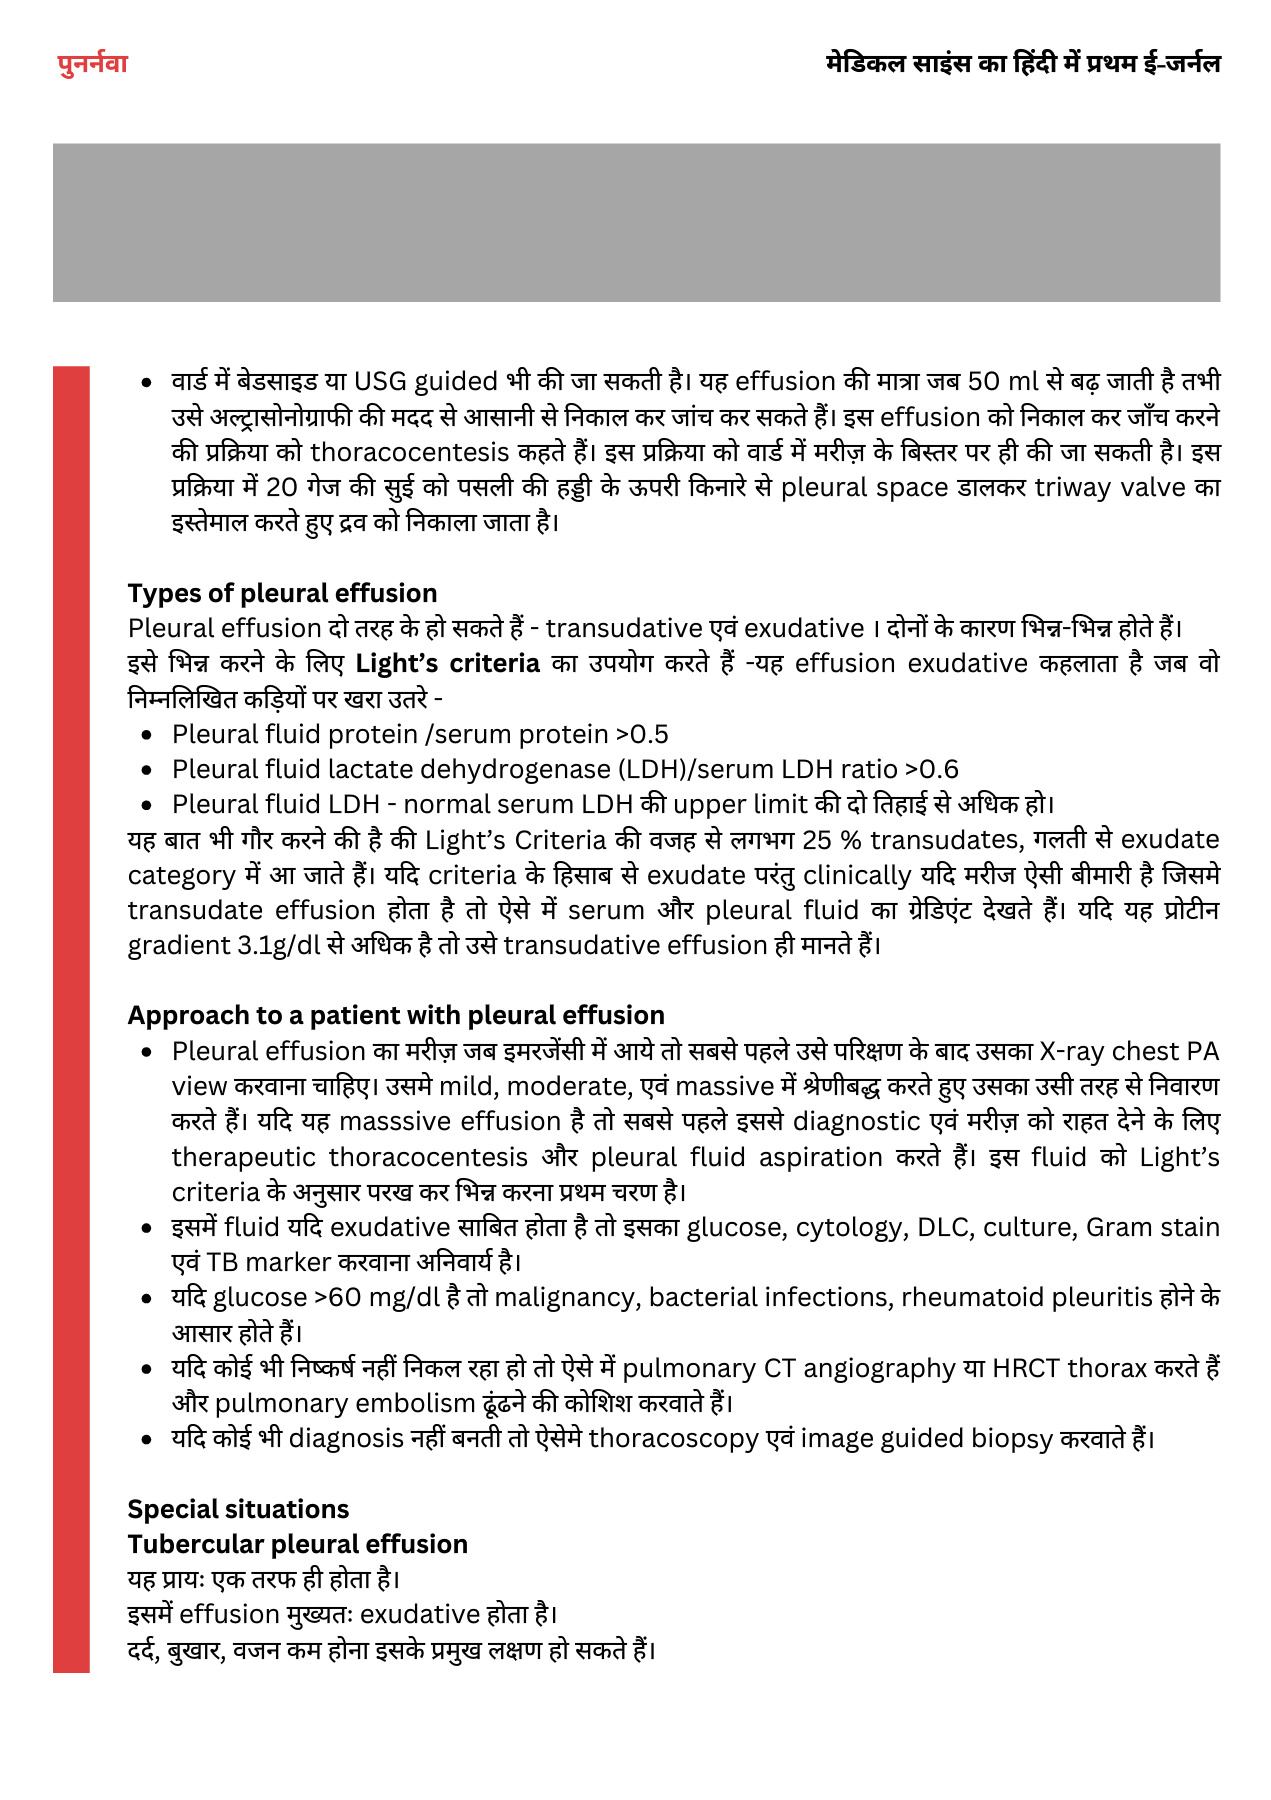 पुनर्नवा
मेडिकल साइंस का हिंदी में प्रथम ई-जर्नल
• वार्ड में बेडसाइड या USG guided भी की जा सकती है। यह effusion की मात्रा जब 50 ml से बढ़ जाती है तभी
उसे अल्ट्रासोनोग्राफी की मदद से आसानी से निकाल कर जांच कर सकते हैं। इस effusion को निकाल कर जाँच करने
की प्रक्रिया को thoracocentesis कहते हैं। इस प्रक्रिया को वार्ड में मरीज़ के बिस्तर पर ही की जा सकती है। इस
प्रक्रिया में 20 गेज की सुई को पसली की हड्डी के ऊपरी किनारे से pleural space डालकर triway valve का
इस्तेमाल करते हुए द्रव को निकाला जाता है।
Types of pleural effusion
Pleural effusion दो तरह के हो सकते हैं - transudative एवं exudative । दोनों के कारण भिन्न-भिन्न होते हैं।
इसे भिन्न करने के लिए Light’s criteria का उपयोग करते हैं -यह effusion exudative कहलाता है जब वो
निम्नलिखित कड़ियों पर खरा उतरे -
• Pleural fluid protein /serum protein >0.5
• Pleural fluid lactate dehydrogenase (LDH)/serum LDH ratio >0.6
• Pleural fluid LDH - normal serum LDH की upper limit की दो तिहाई से अधिक हो।
यह बात भी गौर करने की है की Light’s Criteria की वजह से लगभग 25 % transudates, गलती से exudate
category में आ जाते हैं। यदि criteria के हिसाब से exudate परंतु clinically यदि मरीज ऐसी बीमारी है जिसमे
transudate effusion होता है तो ऐसे में serum और pleural fluid का ग्रेडिएंट देखते हैं। यदि यह प्रोटीन
gradient 3.1g/dl से अधिक है तो उसे transudative effusion ही मानते हैं।
Approach to a patient with pleural effusion
• Pleural effusion का मरीज़ जब इमरजेंसी में आये तो सबसे पहले उसे परिक्षण के बाद उसका X-ray chest PA
view करवाना चाहिए। उसमे mild, moderate, एवं massive में श्रेणीबद्ध करते हुए उसका उसी तरह से निवारण
करते हैं। यदि यह masssive effusion है तो सबसे पहले इससे diagnostic एवं मरीज़ को राहत देने के लिए
therapeutic thoracocentesis और pleural fluid aspiration करते हैं। इस fluid को Light’s
criteria के अनुसार परख कर भिन्न करना प्रथम चरण है।
• इसमें fluid यदि exudative साबित होता है तो इसका glucose, cytology, DLC, culture, Gram stain
एवं TB marker करवाना अनिवार्य है।
• यदि glucose >60 mg/dl है तो malignancy, bacterial infections, rheumatoid pleuritis होने के
आसार होते हैं।
• यदि कोई भी निष्कर्ष नहीं निकल रहा हो तो ऐसे में pulmonary CT angiography या HRCT thorax करते हैं
और pulmonary embolism ढूंढने की कोशिश करवाते हैं।
• यदि कोई भी diagnosis नहीं बनती तो ऐसेमे thoracoscopy एवं image guided biopsy करवाते हैं।
Special situations
Tubercular pleural effusion
यह प्रायः एक तरफ ही होता है।
इसमें effusion मुख्यतः exudative होता है।
दर्द, बुखार, वजन कम होना इसके प्रमुख लक्षण हो सकते हैं।